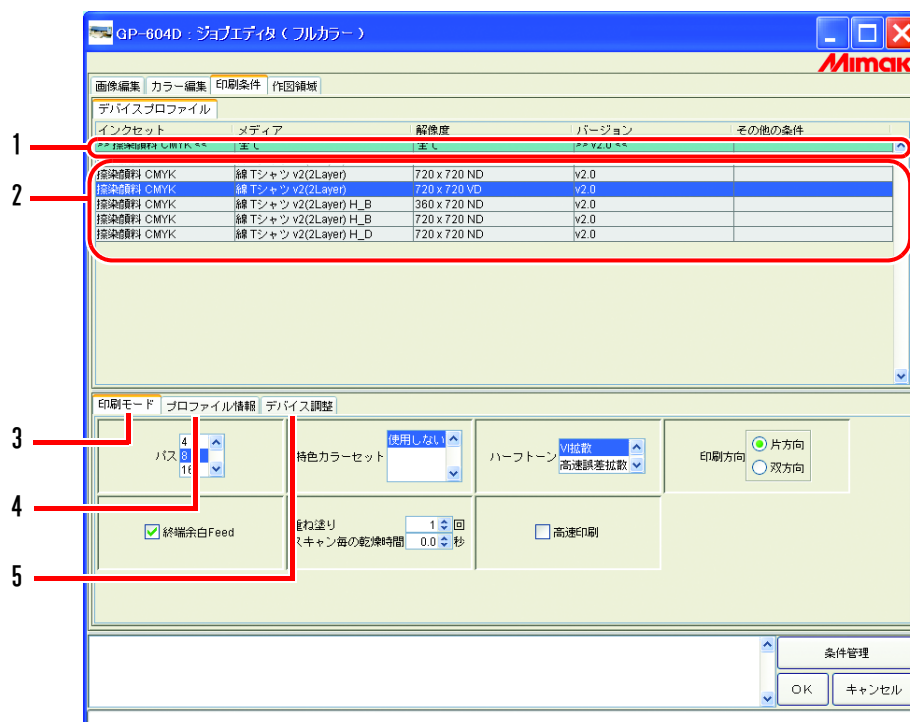 GP-604D : ジョブエディタ ( フルカラー )
Mimaki
画像編集 カラー編集 印刷条件 作図領域
デバイスプロファイル
インクセット メディア 解像度 バージョン その他の条件
1
>> 捺染顔料 CMYK << 全て 全て >> v2.0 <<
2
捺染顔料 CMYK 綿 Tシャツ v2(2Layer) 720 x 720 ND v2.0
捺染顔料 CMYK 綿 Tシャツ v2(2Layer) 720 x 720 VD v2.0
捺染顔料 CMYK 綿 Tシャツ v2(2Layer) H_B 360 x 720 ND v2.0
捺染顔料 CMYK 綿 Tシャツ v2(2Layer) H_B 720 x 720 ND v2.0
捺染顔料 CMYK 綿 Tシャツ v2(2Layer) H_D 720 x 720 ND v2.0
印刷モード プロファイル情報 デバイス調整
3
パス 4 8 16
特色カラーセット 使用しない
ハーフトーン VI拡散 高速誤差拡散
印刷方向 片方向 双方向
4
終端余白Feed
重ね塗り 1 回
スキャン毎の乾燥時間 0.0 秒
高速印刷
5
条件管理
OK キャンセル